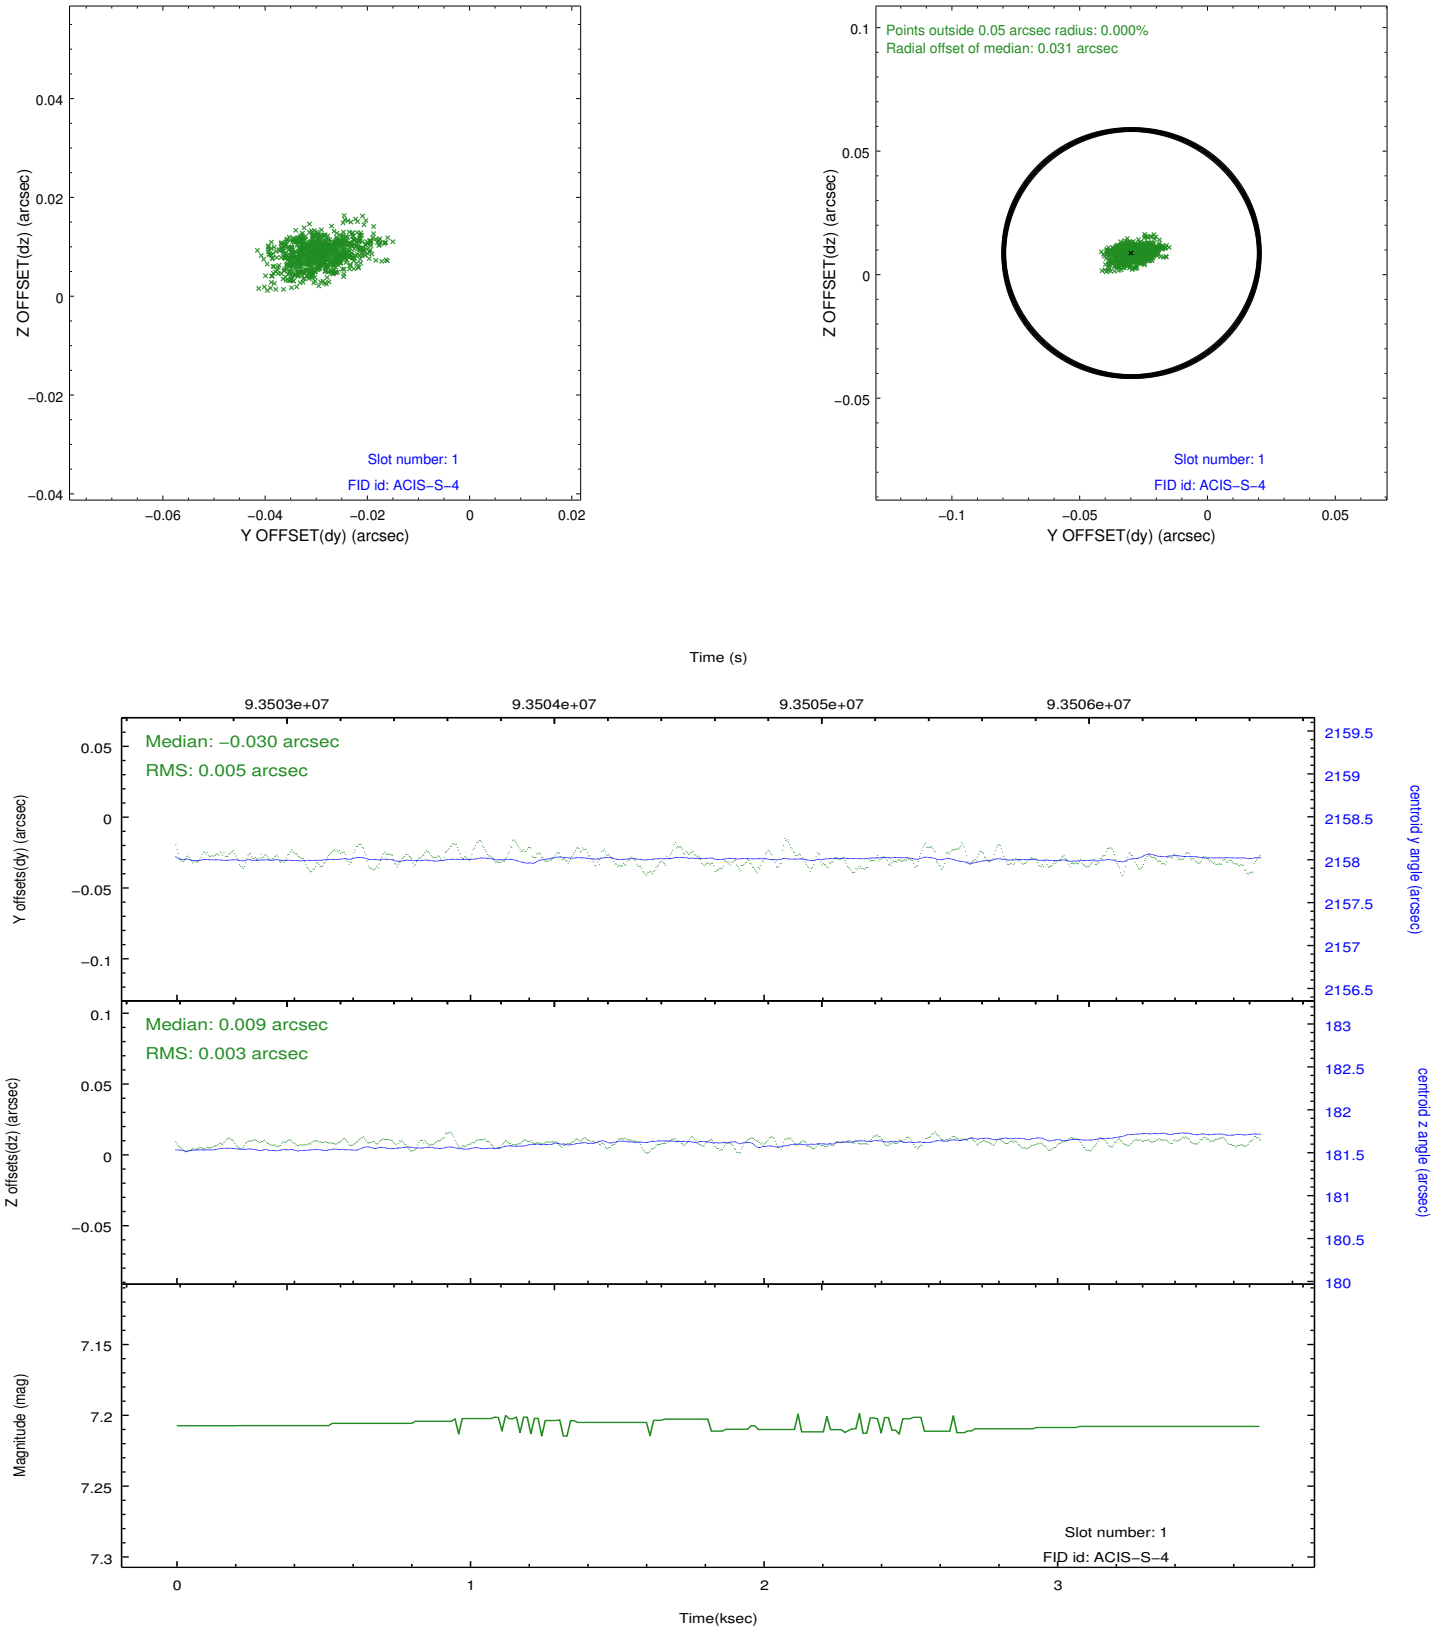 0.04
0.02
0
−0.02
−0.04
Z OFFSET(dz) (arcsec)
Slot number: 1
FID id: ACIS−S−4
−0.06
−0.04
−0.02
0
0.02
Y OFFSET(dy) (arcsec)
Points outside 0.05 arcsec radius: 0.000%
Radial offset of median: 0.031 arcsec
0.1
0.05
0
−0.05
Z OFFSET(dz) (arcsec)
Slot number: 1
FID id: ACIS−S−4
−0.1
−0.05
0
0.05
Y OFFSET(dy) (arcsec)
Time (s)
9.3503e+07
9.3504e+07
9.3505e+07
9.3506e+07
Median: −0.030 arcsec
RMS: 0.005 arcsec
0.05
0
−0.05
−0.1
Y offsets(dy) (arcsec)
2159.5
2159
2158.5
2158
2157.5
2157
2156.5
centroid y angle (arcsec)
Median: 0.009 arcsec
RMS: 0.003 arcsec
0.1
0.05
0
−0.05
Z offsets(dz) (arcsec)
183
182.5
182
181.5
181
180.5
180
centroid z angle (arcsec)
7.15
7.2
7.25
7.3
Magnitude (mag)
Slot number: 1
FID id: ACIS−S−4
0
1
2
3
Time(ksec)